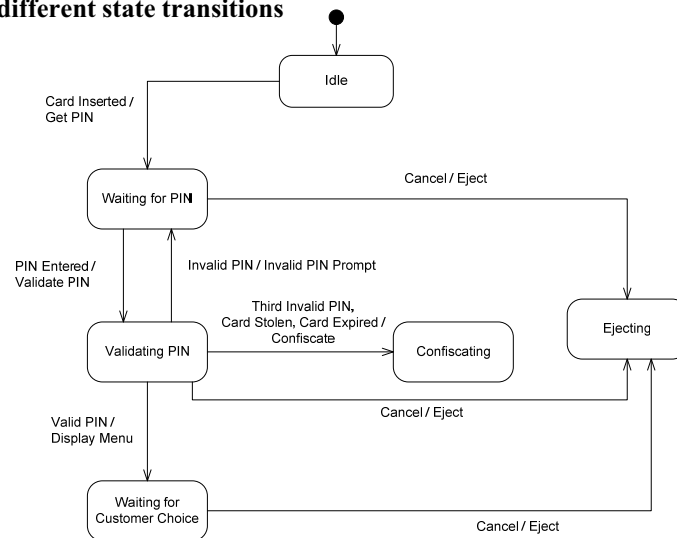 different state transitions
Idle
Card Inserted /
Get PIN
Waiting for PIN
Cancel / Eject
PIN Entered /
Validate PIN
Invalid PIN / Invalid PIN Prompt
Third Invalid PIN,
Card Stolen, Card Expired /
Confiscate
Ejecting
Validating PIN
Confiscating
Cancel / Eject
Valid PIN /
Display Menu
Waiting for
Customer Choice
Cancel / Eject